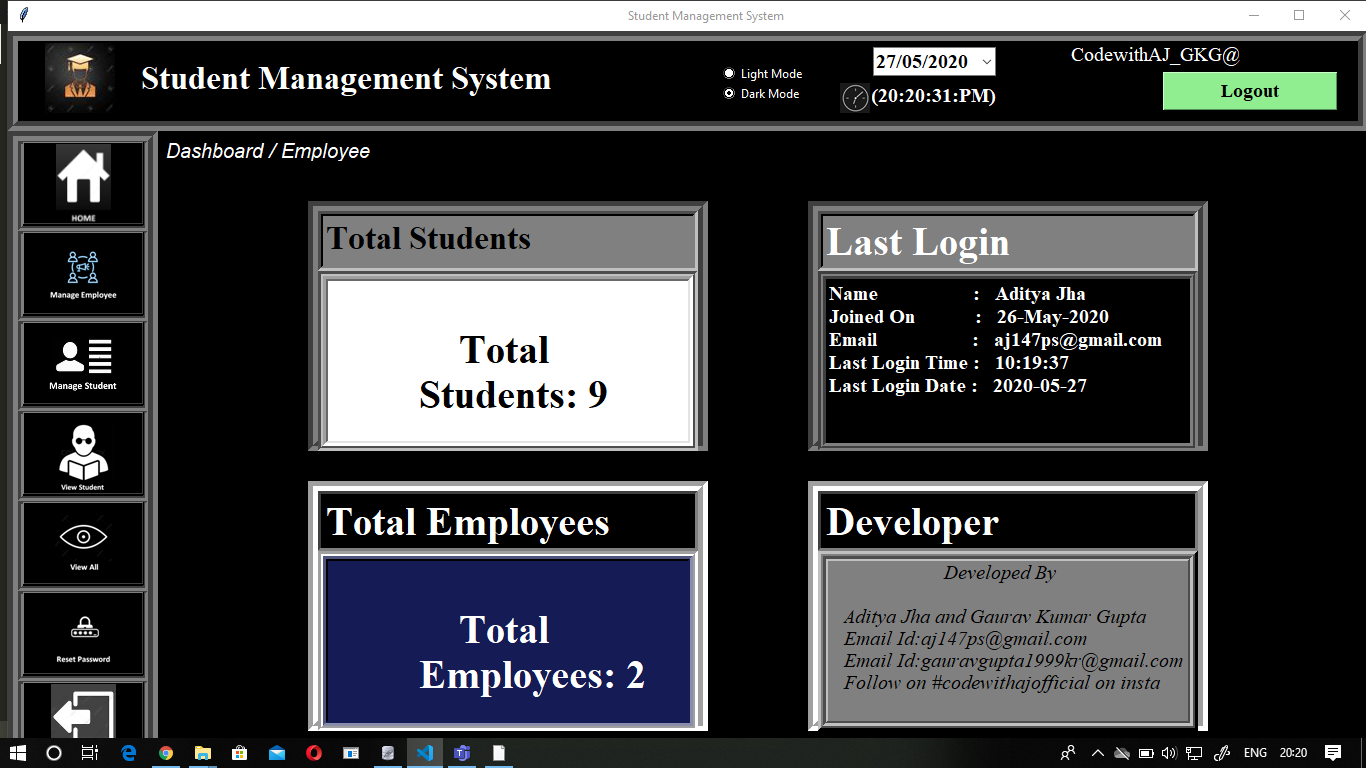 Student Management System
Student Management System
Light Mode
Dark Mode
27/05/2020
(20:20:31:PM)
CodewithAJ_GKG@
Logout
HOME
Manage Employee
Manage Student
View Student
View All
Reset Password
Dashboard / Employee
Total Students
Total
Students: 9
Last Login
Name : Aditya Jha
Joined On : 26-May-2020
Email : aj147ps@gmail.com
Last Login Time : 10:19:37
Last Login Date : 2020-05-27
Total Employees
Total
Employees: 2
Developer
Developed By
Aditya Jha and Gaurav Kumar Gupta
Email Id:aj147ps@gmail.com
Email Id:gauravgupta1999kr@gmail.com
Follow on #codewithajofficial on insta
ENG 20:20